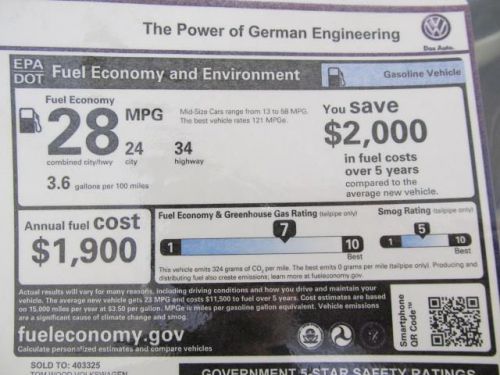 The Power of German Engineering
Das Auto.
EPA
DOT
Fuel Economy and Environment
Gasoline Vehicle
Fuel Economy
28 MPG
combined city/hwy
24
city
34
highway
3.6 gallons per 100 miles
Mid-Size Cars range from 13 to 58 MPG.
The best vehicle rates 121 MPGe.
You save
$2,000
in fuel costs
over 5 years
compared to the
average new vehicle.
Annual fuel cost
$1,900
Fuel Economy & Greenhouse Gas Rating (tailpipe only)
1
7
10
Best
Smog Rating (tailpipe only)
1
5
10
Best
This vehicle emits 324 grams of CO2 per mile. The best emits 0 grams per mile (tailpipe only). Producing and
distributing fuel also create emissions; learn more at fueleconomy.gov.
Actual results will vary for many reasons, including driving conditions and how you drive and maintain your
vehicle. The average new vehicle gets 23 MPG and costs $11,500 to fuel over 5 years. Cost estimates are based
on 15,000 miles per year at $3.50 per gallon. MPGe is miles per gasoline gallon equivalent. Vehicle emissions
are a significant cause of climate change and smog.
fueleconomy.gov
Calculate personalized estimates and compare vehicles
Smartphone
QR Code™
SOLD TO: 403325
TOM WOOD VOLKSWAGEN
GOVERNMENT 5-STAR SAFETY RATINGS